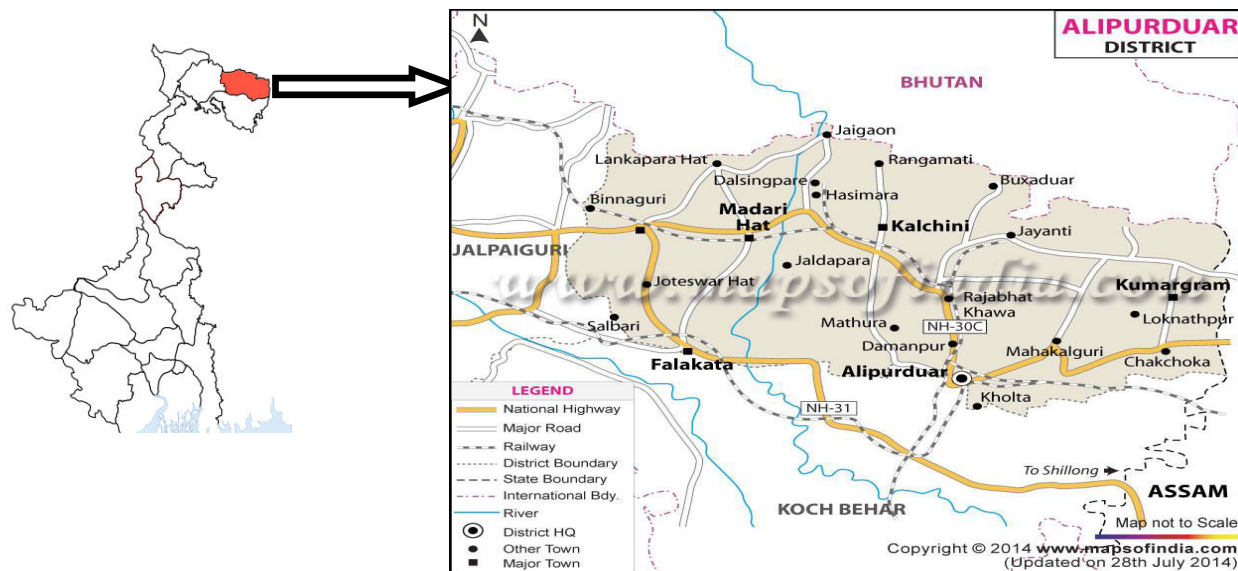 N
ALIPURDUAR
DISTRICT
BHUTAN
Jaigaon
Lankapara Hat
Rangamati
Dalsingpare
Hasimara
Buxaduar
Binnaguri
Madari
Hat
Kalchini
Jayanti
JALPAIGURI
Jaldapara
www.mapsofindia.com
Joteswar Hat
Kumargram
Rajabhat
Khawa
Salbari
Mathura
NH-30C
Loknathpur
Damanpur
Mahakalguri
Falakata
Alipurduar
Chakchoka
Kholta
NH-31
LEGEND
National Highway
Major Road
Railway
District Boundary
State Boundary
International Bdy.
River
District HQ
Other Town
Major Town
To Shillong
ASSAM
KOCH BEHAR
Map not to Scale
Copyright © 2014 www.mapsofindia.com
(Updated on 28th July 2014)